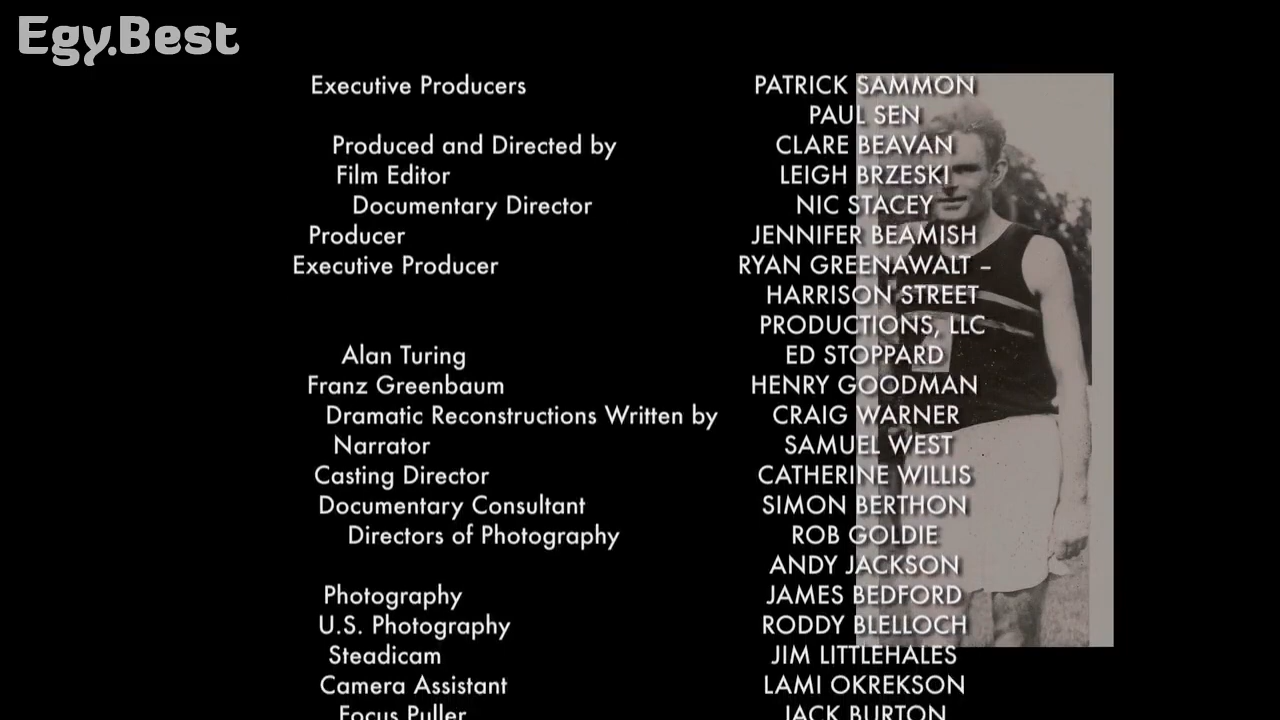 Egy.Best
Executive Producers PATRICK SAMMON
PAUL SEN
Produced and Directed by CLARE BEAVAN
Film Editor LEIGH BRZESKI
Documentary Director NIC STACEY
Producer JENNIFER BEAMISH
Executive Producer RYAN GREENAWALT –
HARRISON STREET
PRODUCTIONS, LLC
Alan Turing ED STOPPARD
Franz Greenbaum HENRY GOODMAN
Dramatic Reconstructions Written by CRAIG WARNER
Narrator SAMUEL WEST
Casting Director CATHERINE WILLIS
Documentary Consultant SIMON BERTHON
Directors of Photography ROB GOLDIE
ANDY JACKSON
Photography JAMES BEDFORD
U.S. Photography RODDY BLELLOCH
Steadicam JIM LITTLEHALES
Camera Assistant LAMI OKREKSON
Focus Puller JACK BURTON